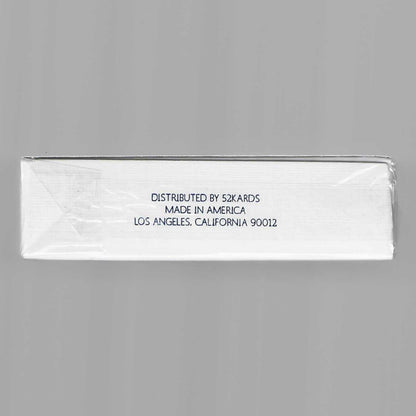 DISTRIBUTED BY 52KARDS
MADE IN AMERICA
LOS ANGELES, CALIFORNIA 90012